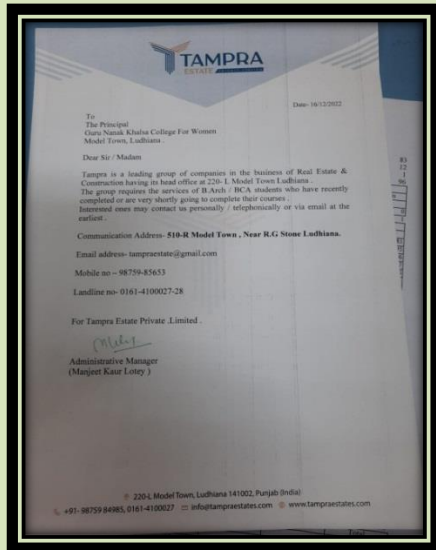 TAMPRA
ESTATE
Date- 16/12/2022
To
The Principal
Guru Nanak Khalsa College For Women
Model Town, Ludhiana .
Dear Sir / Madam
Tampra is a leading group of companies in the business of Real Estate &
Construction having its head office at 220- L Model Town Ludhiana .
The group requires the services of B.Arch / BCA students who have recently
completed or are very shortly going to complete their courses .
Interested ones may contact us personally / telephonically or via email at the
earliest .
Communication Address- 510-R Model Town , Near R.G Stone Ludhiana.
Email address- tampraestate@gmail.com
Mobile no – 98759-85653
Landline no- 0161-4100027-28
For Tampra Estate Private .Limited .
Administrative Manager
(Manjeet Kaur Lotey )
220-L Model Town, Ludhiana 141002, Punjab (India)
+91- 98759 84985, 0161-4100027 info@tampraestates.com www.tampraestates.com